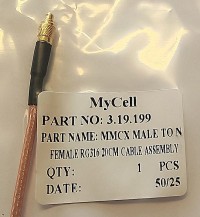 MyCell
PART NO: 3.19.199
PART NAME: MMCX MALE TO N
FEMALE RG316 20CM CABLE ASSEMBLY
QTY: 1 PCS
DATE: 50/25